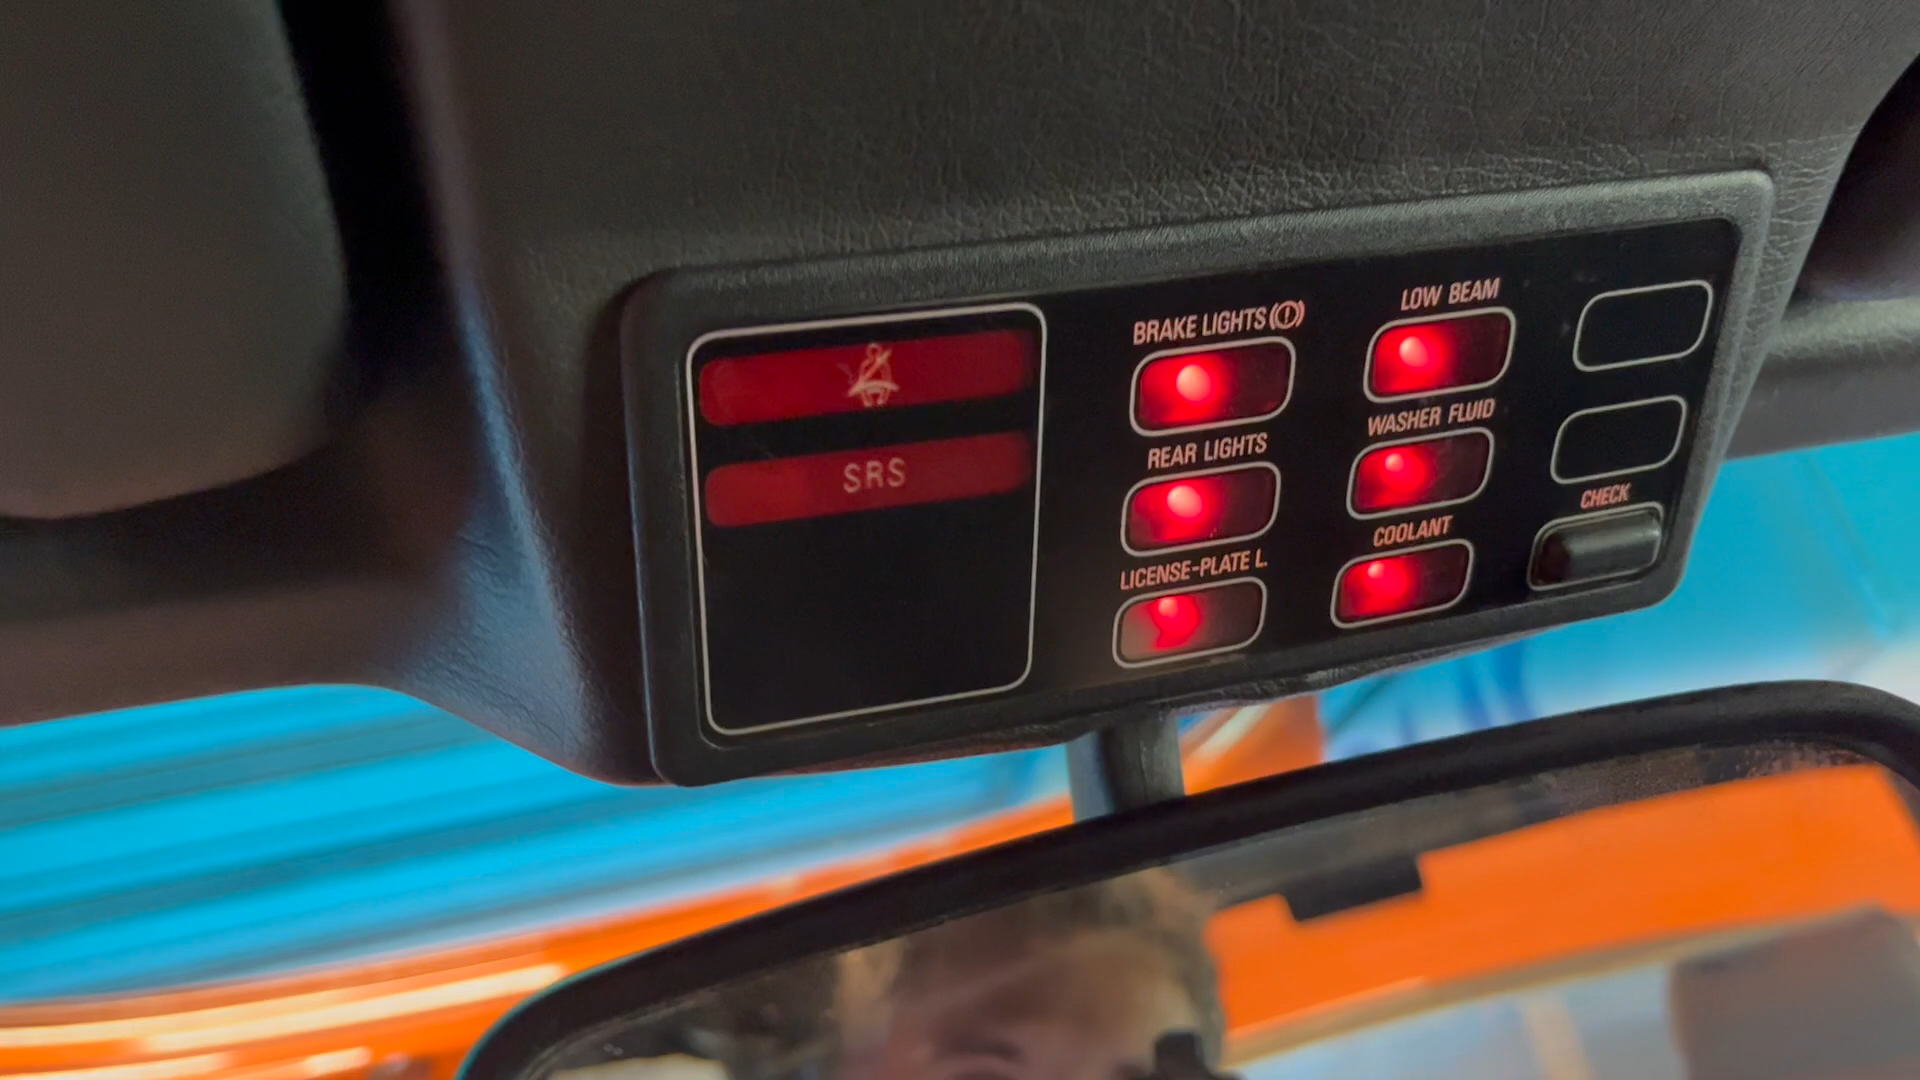 SRS
BRAKE LIGHTS (!)
REAR LIGHTS
LICENSE-PLATE L.
LOW BEAM
WASHER FLUID
COOLANT
CHECK